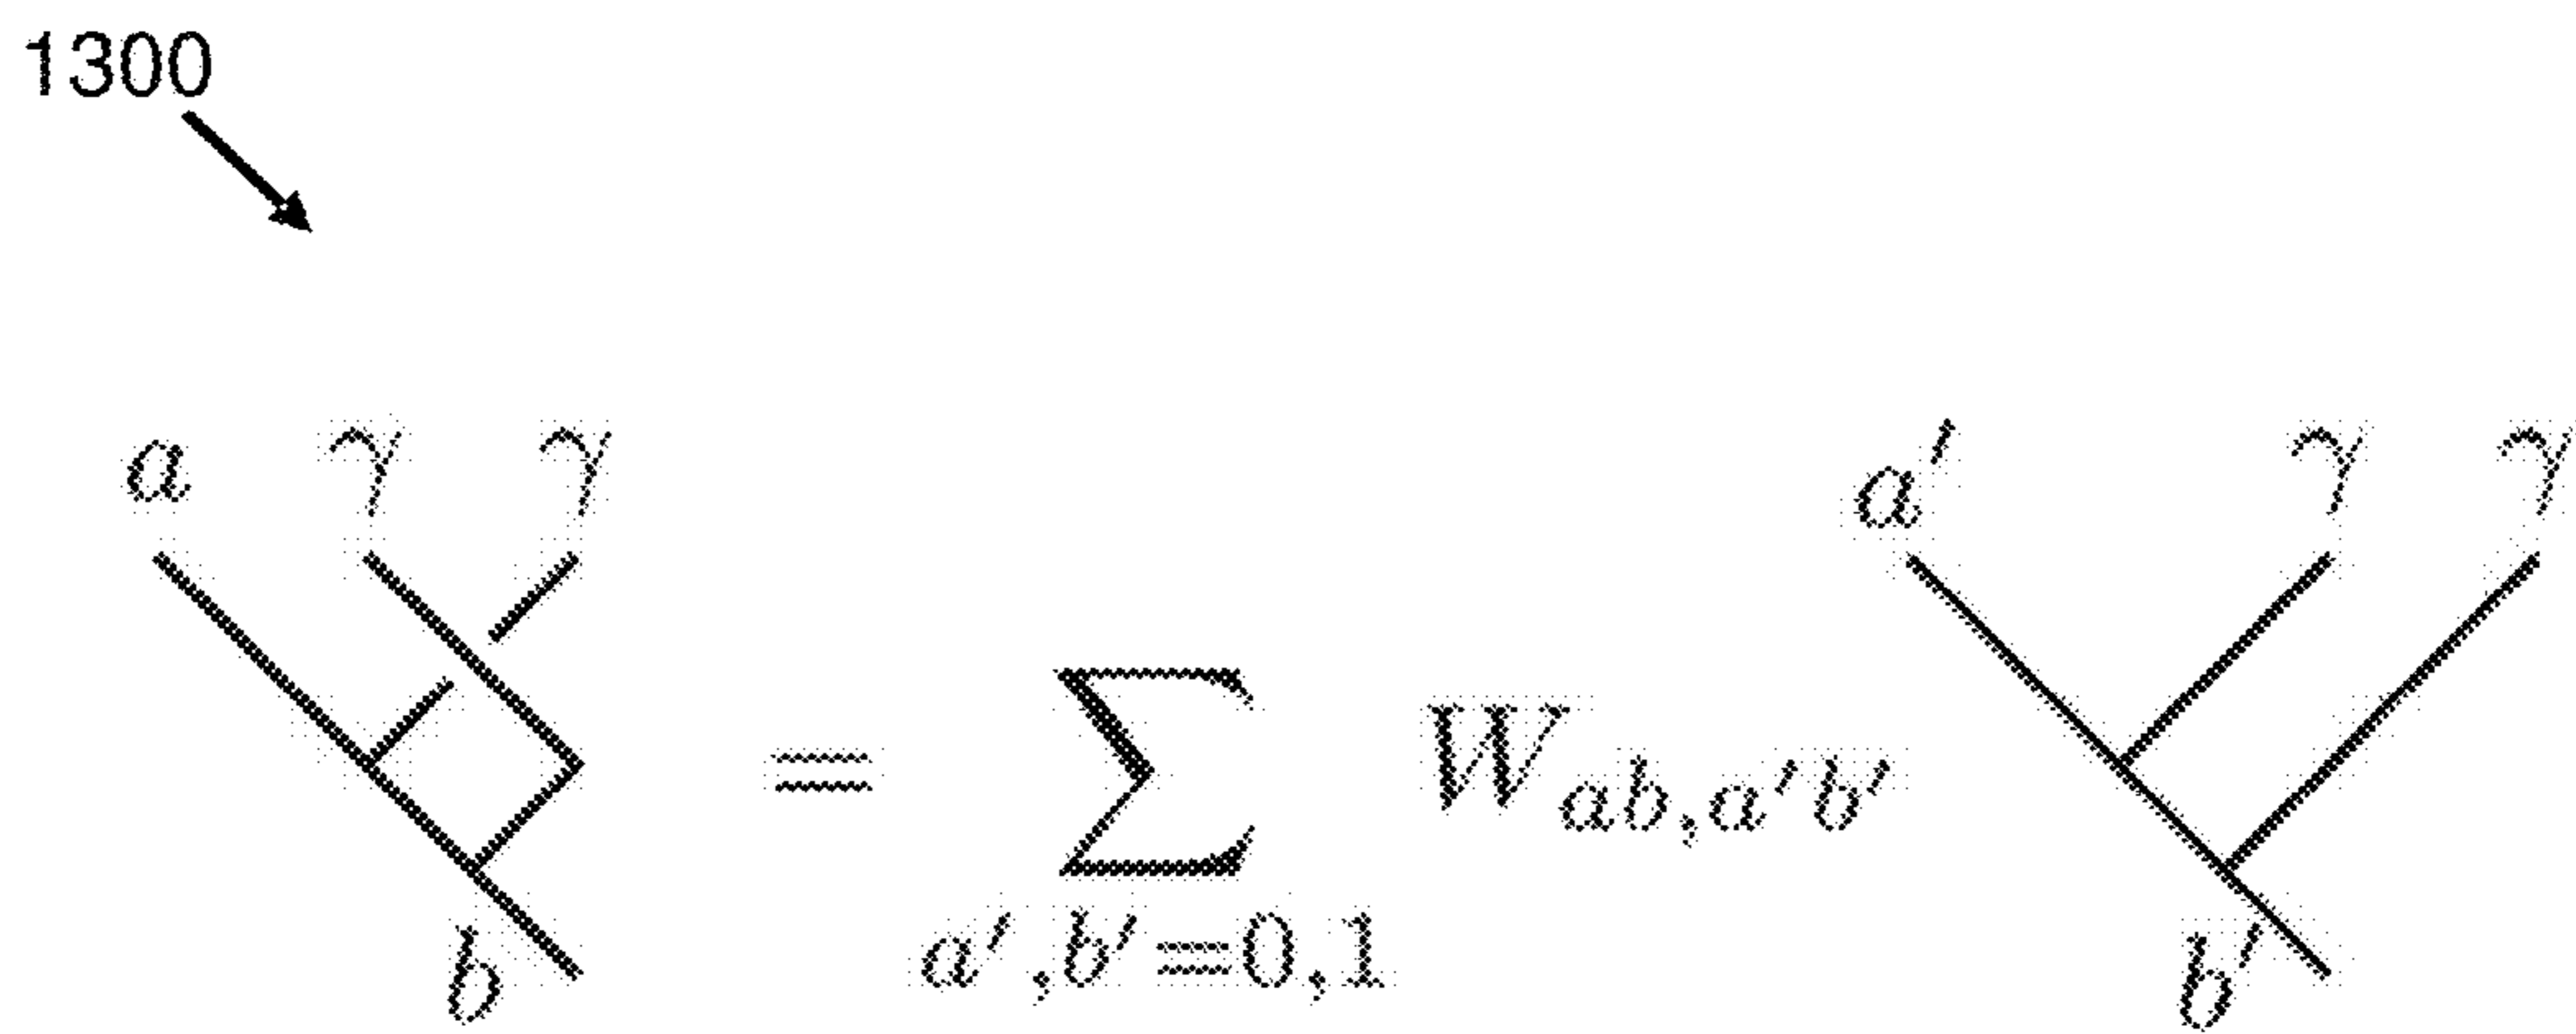 1300
a γ γ a′ γ γ
= ∑ W_{ab,a′b′}
a′,b′=0,1
b b′